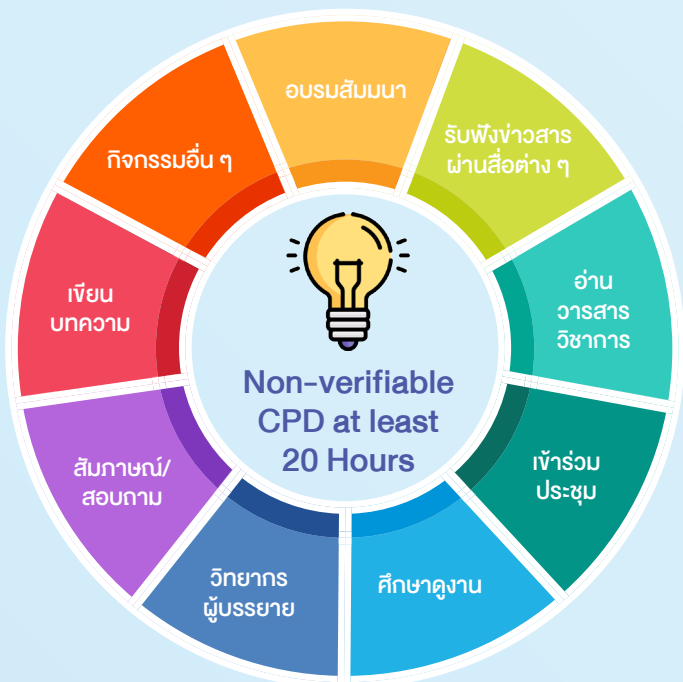 อบรมสัมมนา
รับฟังข่าวสาร
ผ่านสื่อต่าง ๆ
อ่าน
วารสาร
วิชาการ
เข้าร่วม
ประชุม
ศึกษาดูงาน
วิทยากร
ผู้บรรยาย
สัมภาษณ์/
สอบถาม
เขียน
บทความ
กิจกรรมอื่น ๆ
Non-verifiable
CPD at least
20 Hours